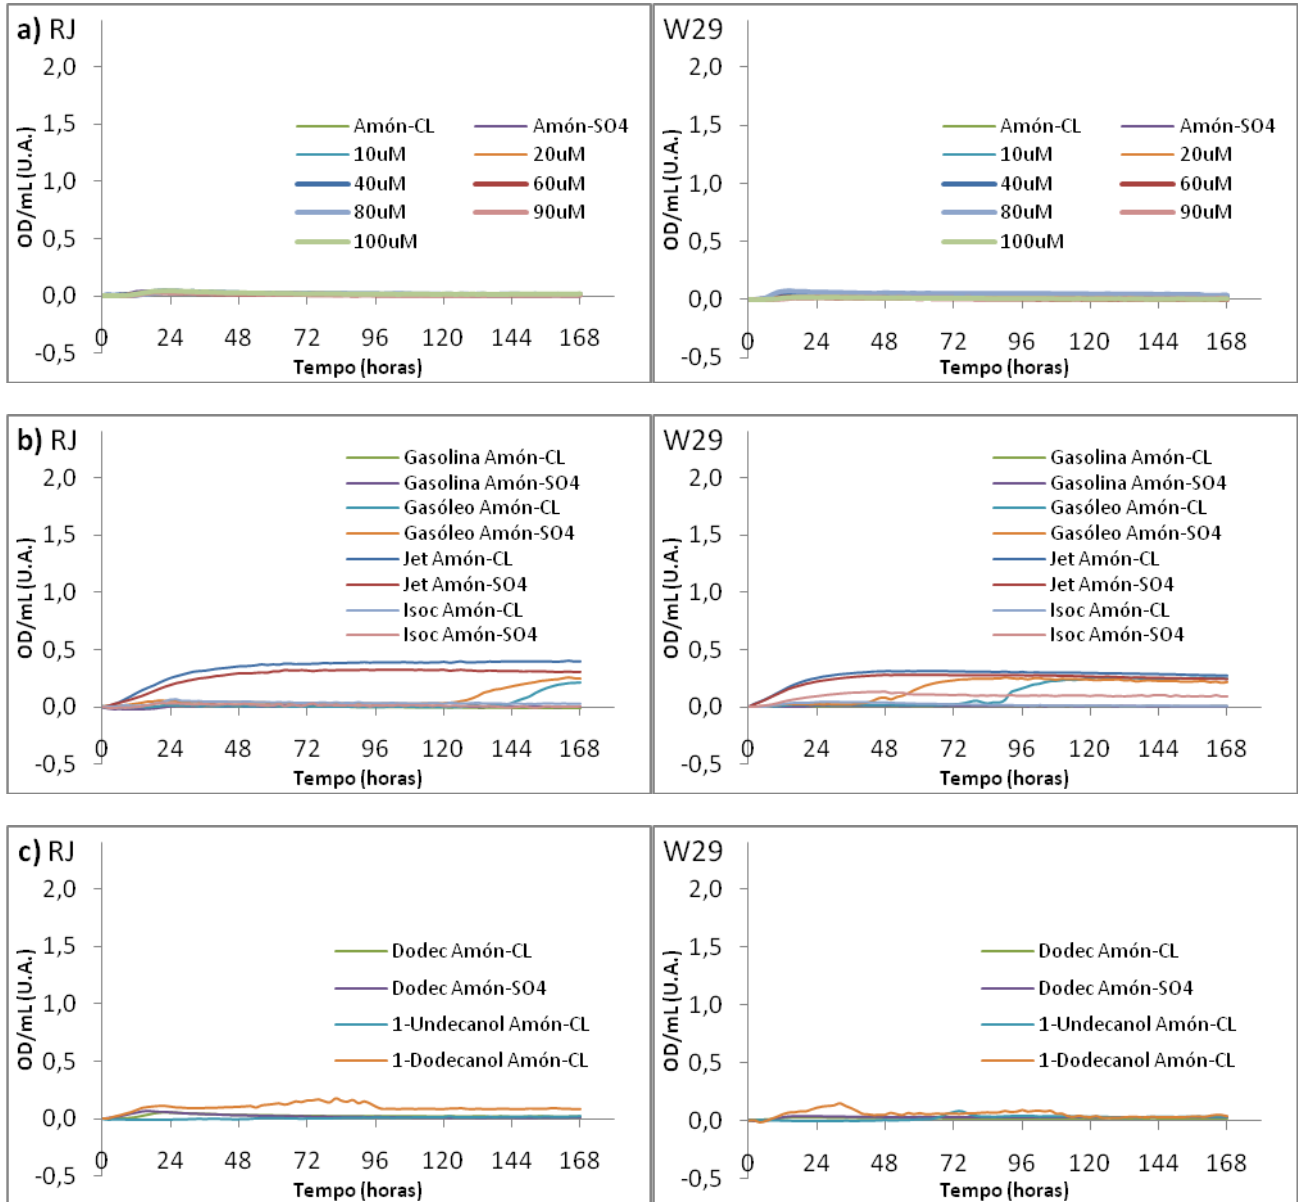 a) RJ
2,0
1,5
1,0
0,5
0,0
-0,5
OD/mL (U.A.)
Amón-CL Amón-SO4
10uM 20uM
40uM 60uM
80uM 90uM
100uM
0 24 48 72 96 120 144 168
Tempo (horas)
W29
2,0
1,5
1,0
0,5
0,0
-0,5
OD/mL (U.A.)
Amón-CL Amón-SO4
10uM 20uM
40uM 60uM
80uM 90uM
100uM
0 24 48 72 96 120 144 168
Tempo (horas)
b) RJ
2,0
1,5
1,0
0,5
0,0
-0,5
OD/mL (U.A.)
Gasolina Amón-CL
Gasolina Amón-SO4
Gasóleo Amón-CL
Gasóleo Amón-SO4
Jet Amón-CL
Jet Amón-SO4
Isoc Amón-CL
Isoc Amón-SO4
0 24 48 72 96 120 144 168
Tempo (horas)
W29
2,0
1,5
1,0
0,5
0,0
-0,5
OD/mL (U.A.)
Gasolina Amón-CL
Gasolina Amón-SO4
Gasóleo Amón-CL
Gasóleo Amón-SO4
Jet Amón-CL
Jet Amón-SO4
Isoc Amón-CL
Isoc Amón-SO4
0 24 48 72 96 120 144 168
Tempo (horas)
c) RJ
2,0
1,5
1,0
0,5
0,0
-0,5
OD/mL (U.A.)
Dodec Amón-CL
Dodec Amón-SO4
1-Undecanol Amón-CL
1-Dodecanol Amón-CL
0 24 48 72 96 120 144 168
Tempo (horas)
W29
2,0
1,5
1,0
0,5
0,0
-0,5
OD/mL (U.A.)
Dodec Amón-CL
Dodec Amón-SO4
1-Undecanol Amón-CL
1-Dodecanol Amón-CL
0 24 48 72 96 120 144 168
Tempo (horas)